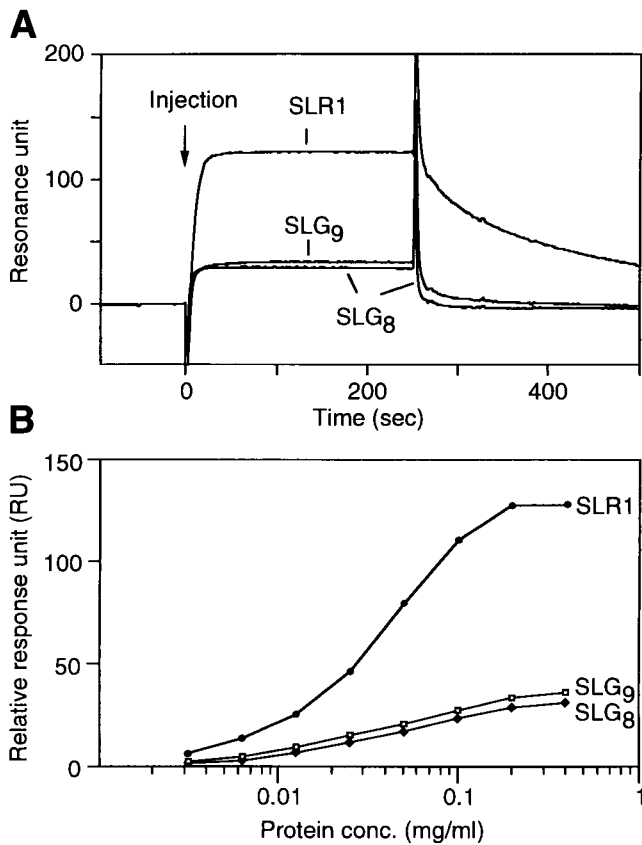 A
200
100
0
Resonance unit
Injection
SLR1
SLG9
SLG8
0
200
400
Time (sec)
B
150
100
50
0
Relative response unit (RU)
SLR1
SLG9
SLG8
0.01
0.1
1
Protein conc. (mg/ml)